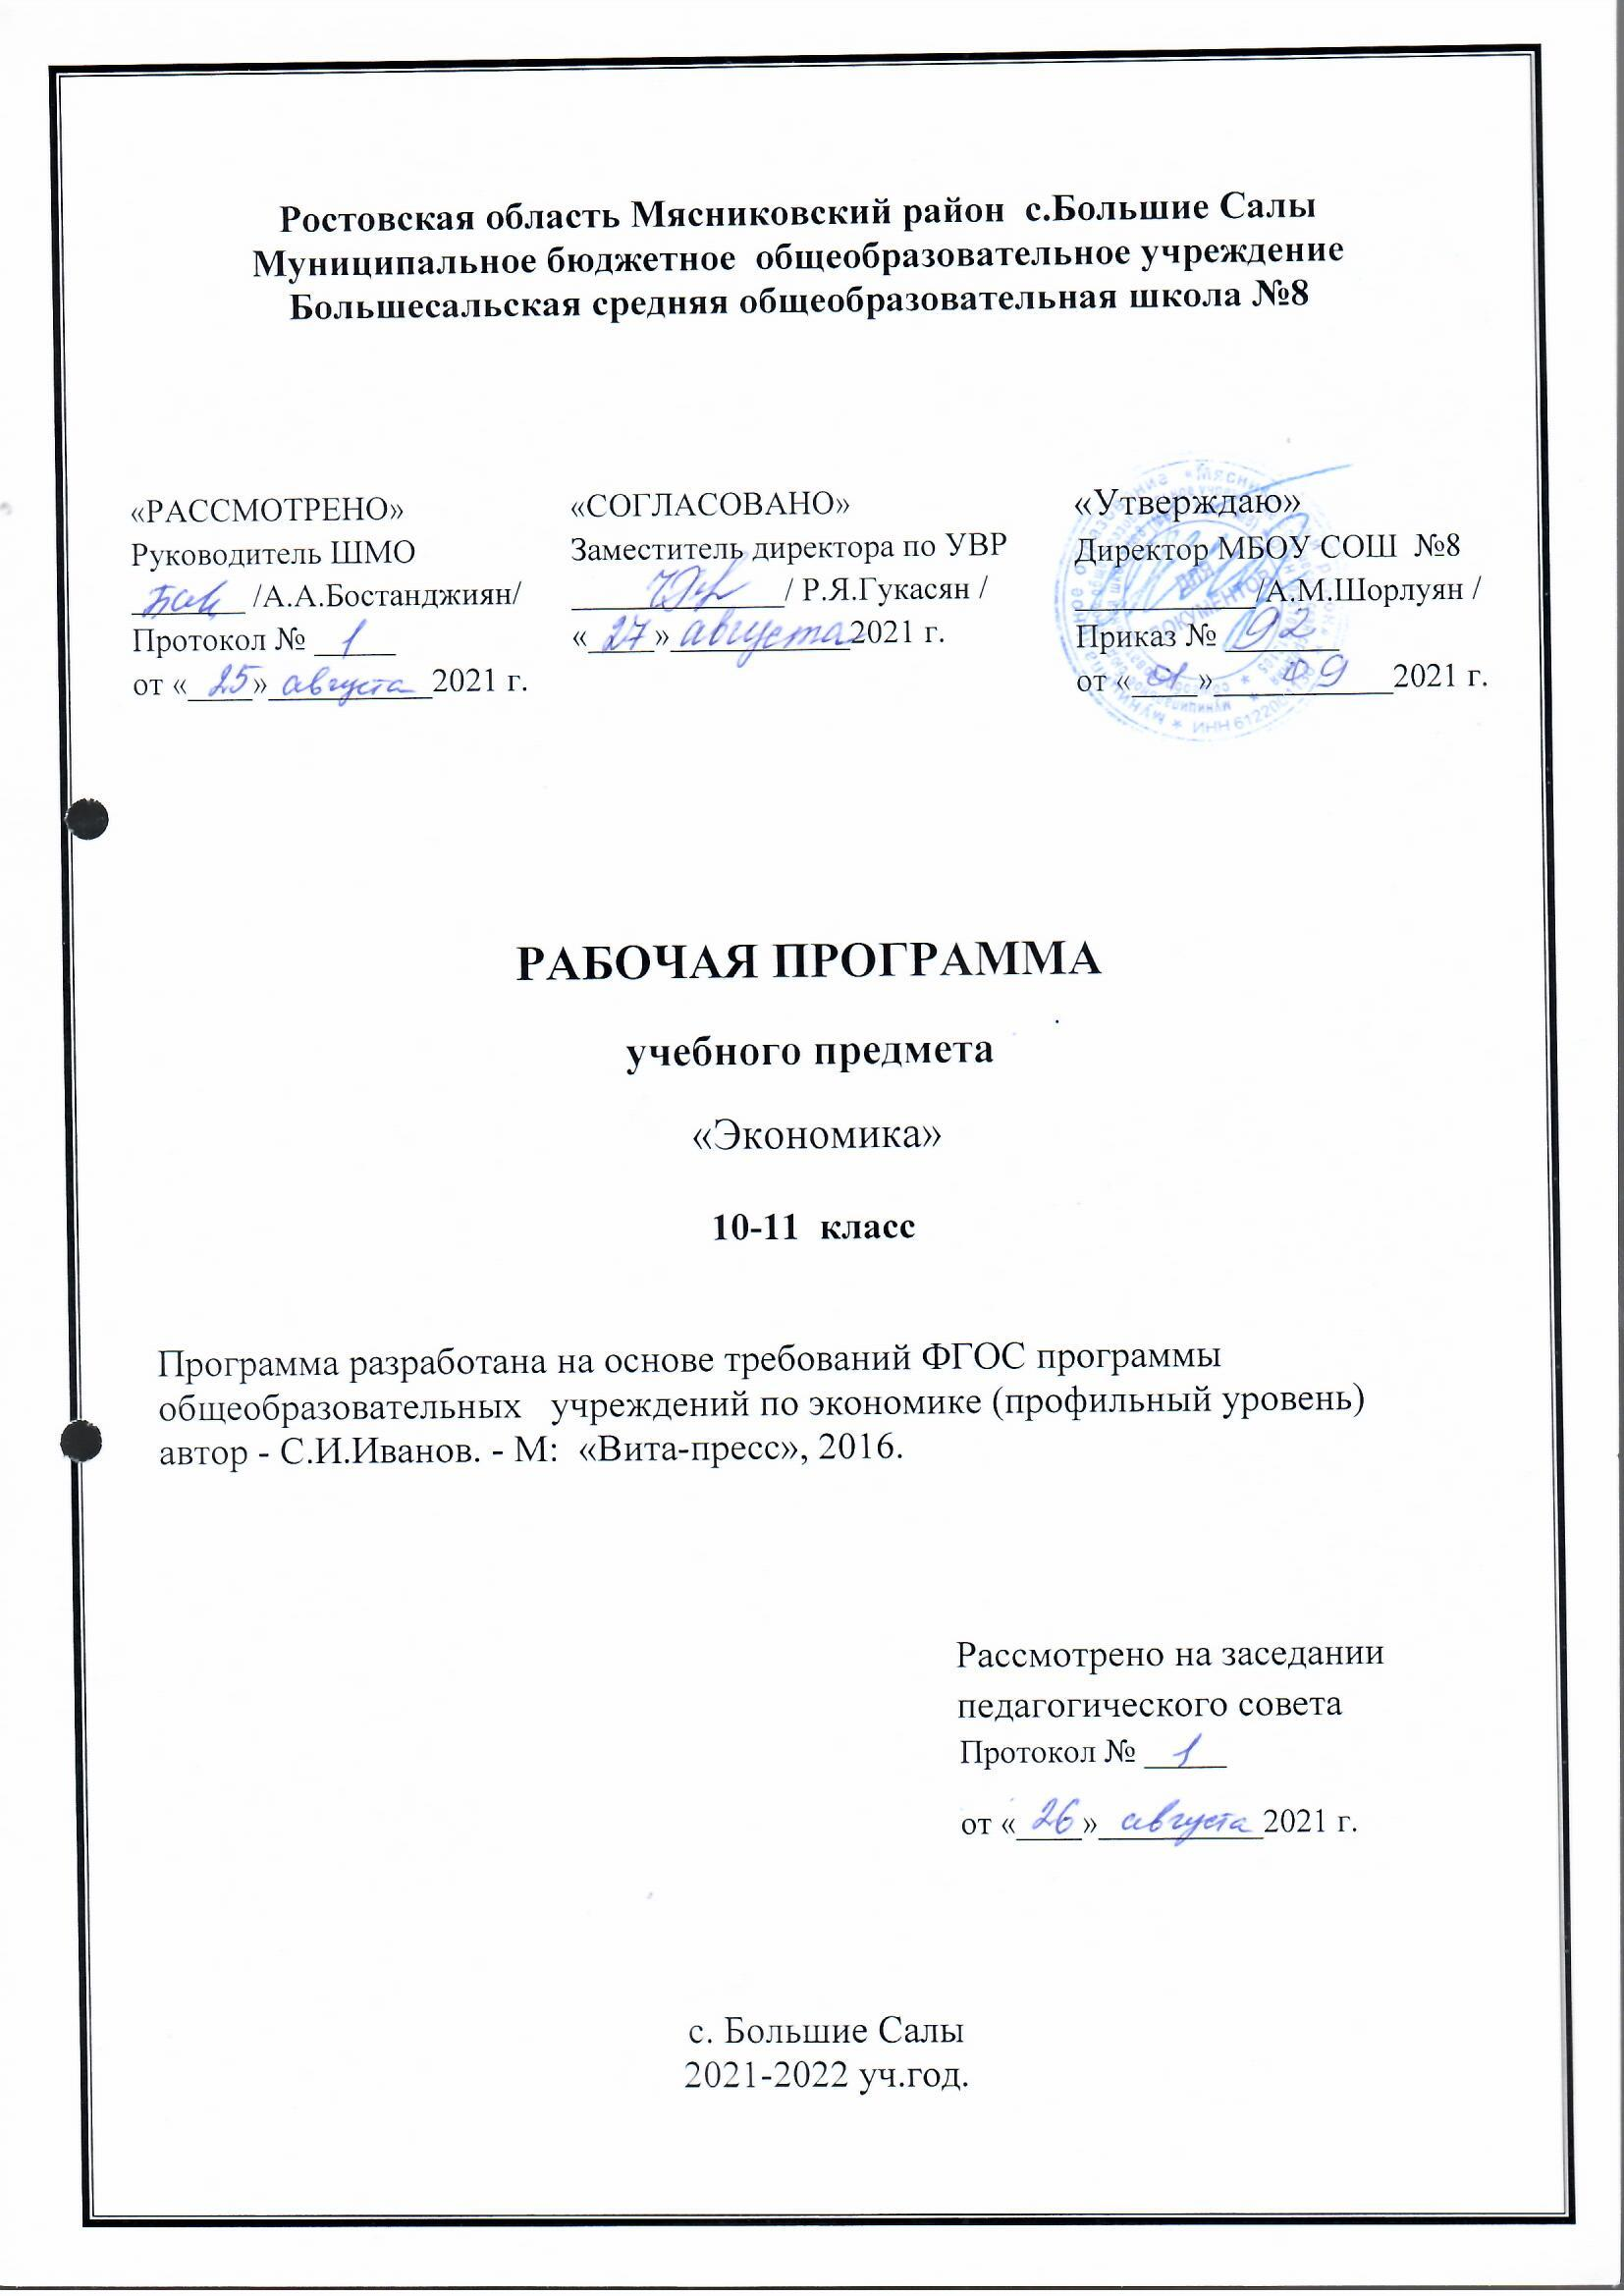 Ростовская область Мясниковский район с.Большие Салы
Муниципальное бюджетное общеобразовательное учреждение
Большесальская средняя общеобразовательная школа №8
«РАССМОТРЕНО»
Руководитель ШМО
/А.А.Бостанджиян/
Протокол № 1
от «25» августа 2021 г.
«СОГЛАСОВАНО»
Заместитель директора по УВР
/ Р.Я.Гукасян /
«27» августа 2021 г.
«Утверждаю»
Директор МБОУ СОШ №8
/А.М.Шорлуян /
Приказ № 192
от «01» 09 2021 г.
ДЛЯ
ДОКУМЕНТОВ
РАБОЧАЯ ПРОГРАММА
учебного предмета
«Экономика»
10-11 класс
Программа разработана на основе требований ФГОС программы
общеобразовательных учреждений по экономике (профильный уровень)
автор - С.И.Иванов. - М: «Вита-пресс», 2016.
Рассмотрено на заседании
педагогического совета
Протокол № 1
от «26» августа 2021 г.
с. Большие Салы
2021-2022 уч.год.